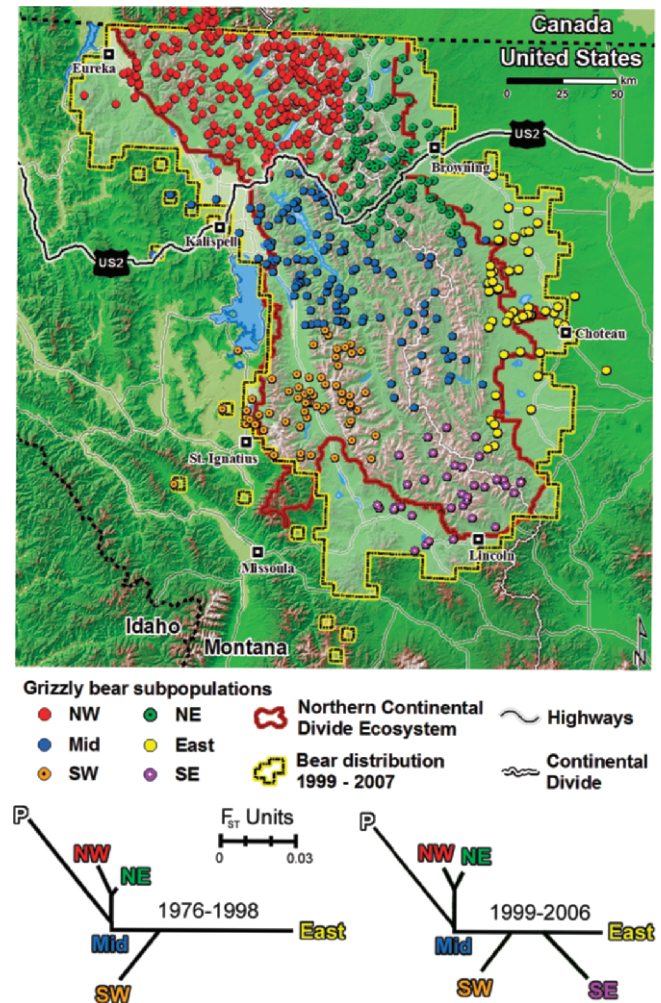 Canada
United States
0 25 50
km
Eureka
US2
Browning
Kalispell
US2
Choteau
St. Ignatius
Lincoln
Missoula
Idaho
Montana
N
Grizzly bear subpopulations
NW
NE
Mid
East
SW
SE
Northern Continental
Divide Ecosystem
Bear distribution
1999 - 2007
Highways
Continental
Divide
P
NW
NE
Mid
1976-1998
East
SW
FST Units
0 0.03
P
NW
NE
Mid
1999-2006
East
SW
SE